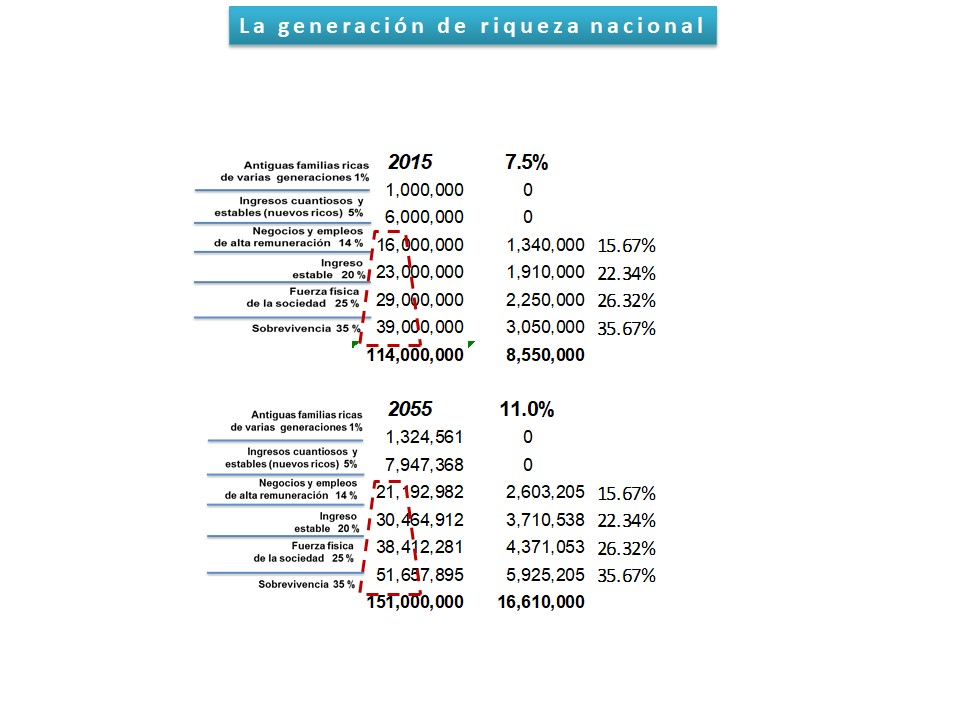 La generación de riqueza nacional
Antiguas familias ricas
de varias generaciones 1%
2015 7.5%
1,000,000 0
Ingresos cuantiosos y
estables (nuevos ricos) 5%
6,000,000 0
Negocios y empleos
de alta remuneración 14 %
16,000,000 1,340,000 15.67%
Ingreso
estable 20 %
23,000,000 1,910,000 22.34%
Fuerza física
de la sociedad 25 %
29,000,000 2,250,000 26.32%
Sobrevivencia 35 %
39,000,000 3,050,000 35.67%
114,000,000 8,550,000
Antiguas familias ricas
de varias generaciones 1%
2055 11.0%
1,324,561 0
Ingresos cuantiosos y
estables (nuevos ricos) 5%
7,947,368 0
Negocios y empleos
de alta remuneración 14 %
21,192,982 2,603,205 15.67%
Ingreso
estable 20 %
30,464,912 3,710,538 22.34%
Fuerza física
de la sociedad 25 %
38,412,281 4,371,053 26.32%
Sobrevivencia 35 %
51,657,895 5,925,205 35.67%
151,000,000 16,610,000